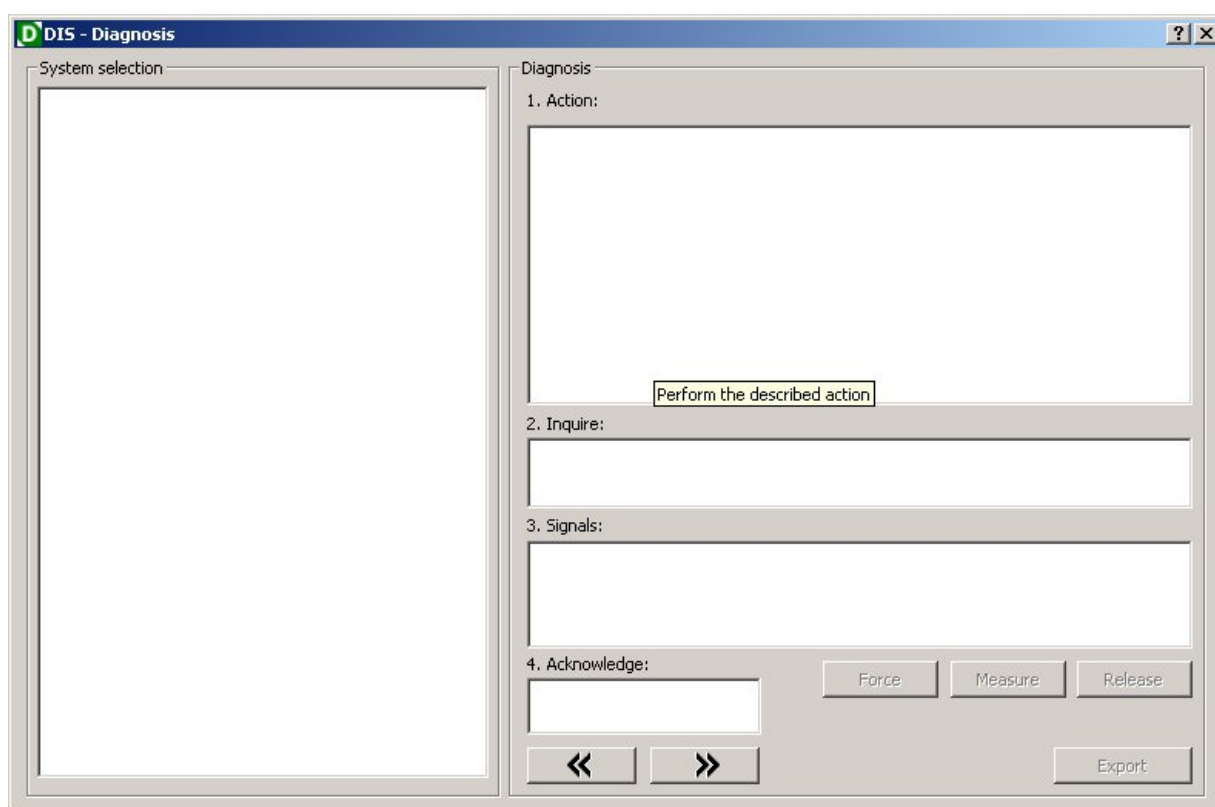 D DIS - Diagnosis
System selection
Diagnosis
1. Action:
Perform the described action
2. Inquire:
3. Signals:
4. Acknowledge:
Force
Measure
Release
Export